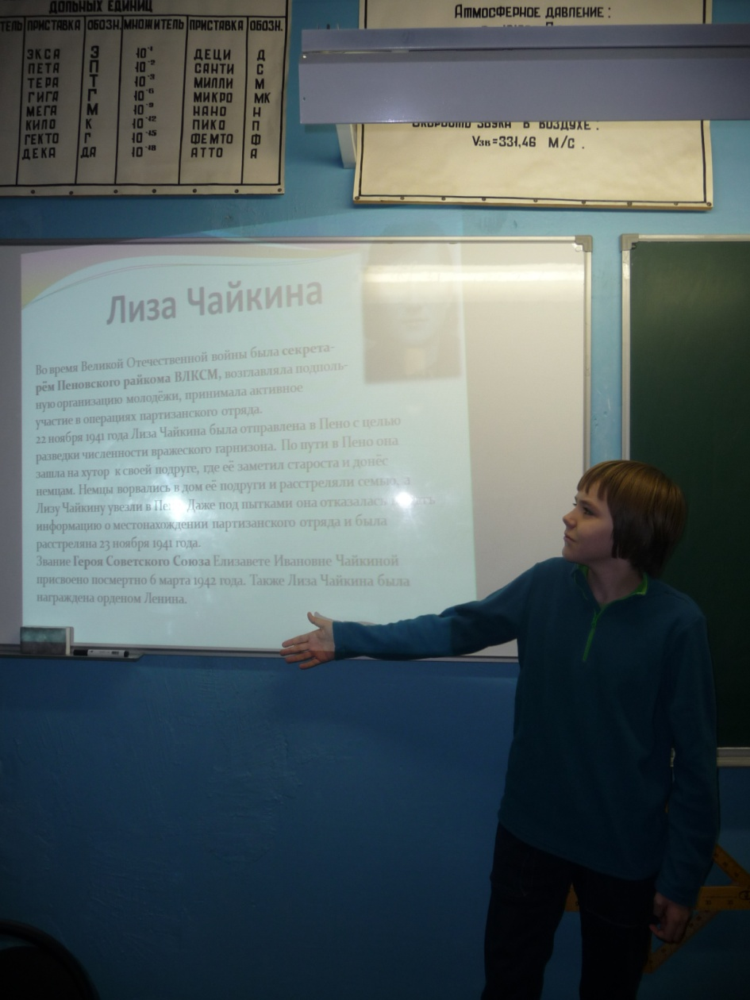 ДОЛЬНЫХ ЕДИНИЦ
ТЕЛЬ ПРИСТАВКА ОБОЗН. МНОЖИТЕЛЬ ПРИСТАВКА ОБОЗН.
ЭКСА Э 10⁻¹ ДЕЦИ Д
ПЕТА П 10⁻² САНТИ С
ТЕРА Т 10⁻³ МИЛЛИ М
ГИГА Г 10⁻⁶ МИКРО МК
МЕГА М 10⁻⁹ НАНО Н
КИЛО К 10⁻¹² ПИКО П
ГЕКТО Г 10⁻¹⁵ ФЕМТО Ф
ДЕКА ДА 10⁻¹⁸ АТТО А
АТМОСФЕРНОЕ ДАВЛЕНИЕ:
СКОРОСТЬ ЗВУКА В ВОЗДУХЕ:
Vзв=331,46 М/С.
Лиза Чайкина
Во время Великой Отечественной войны была секрета-
рём Пеновского райкома ВЛКСМ, возглавляла подполь-
ную организацию молодёжи, принимала активное
участие в операциях партизанского отряда.
22 ноября 1941 года Лиза Чайкина была отправлена в Пено с целью
разведки численности вражеского гарнизона. По пути в Пено она
зашла на хутор к своей подруге, где её заметил староста и донёс
немцам. Немцы ворвались в дом её подруги и расстреляли семью, а
Лизу Чайкину увезли в Даже под пытками она отказалась
информацию о местонахождении партизанского отряда и была
расстреляна 23 ноября 1941 года.
Звание Героя Советского Союза Елизавете Ивановне Чайкиной
присвоено посмертно 6 марта 1942 года. Также Лиза Чайкина была
награждена орденом Ленина.